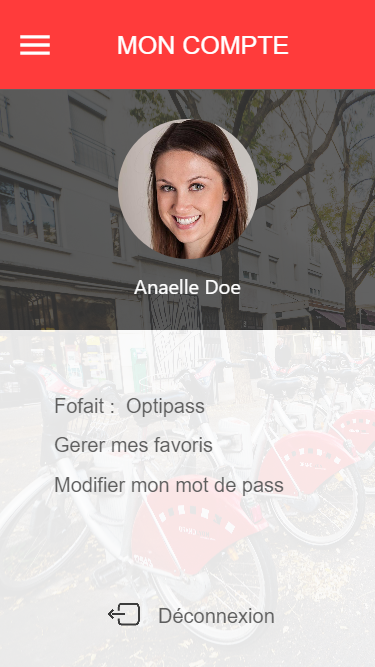 MON COMPTE
Anaelle Doe
Fofait : Optipass
Gerer mes favoris
Modifier mon mot de pass
Déconnexion